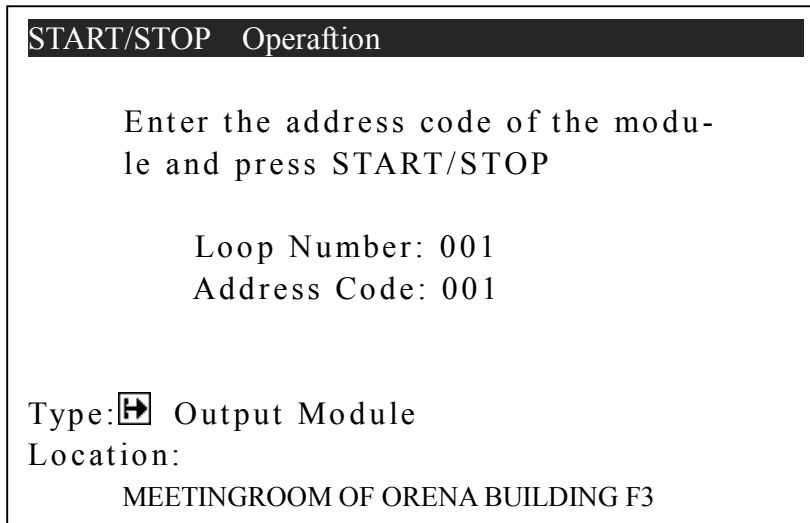 START/STOP Operaftion
Enter the address code of the modu-
le and press START/STOP
Loop Number: 001
Address Code: 001
Type: Output Module
Location:
MEETINGROOM OF ORENA BUILDING F3